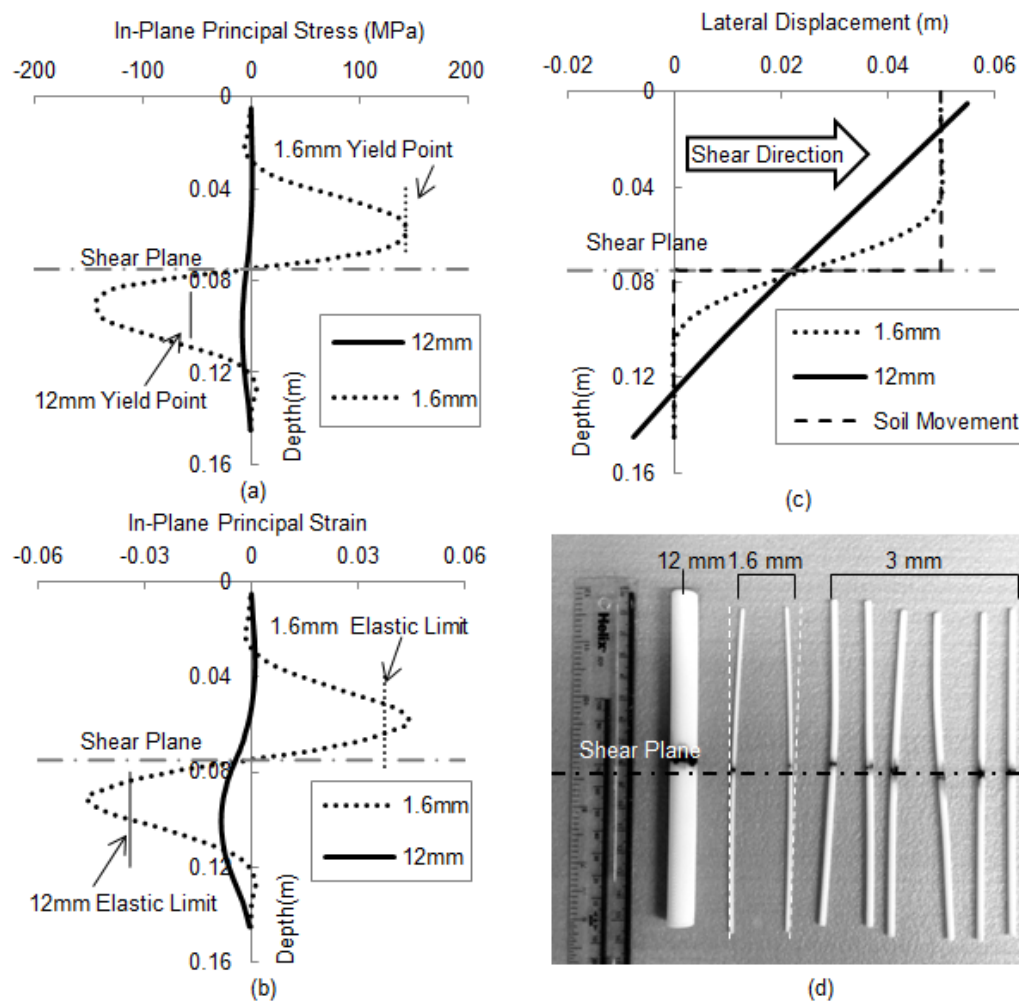 In-Plane Principal Stress (MPa)
-200 -100 0 100 200
0
1.6mm Yield Point
0.04
Shear Plane
0.08
12mm
1.6mm
0.12
12mm Yield Point
Depth(m)
0.16
(a)
Lateral Displacement (m)
-0.02 0 0.02 0.04 0.06
0
Shear Direction
0.04
Shear Plane
0.08
1.6mm
12mm
Soil Movement
0.12
Depth(m)
0.16
(c)
In-Plane Principal Strain
-0.06 -0.03 0 0.03 0.06
0
1.6mm Elastic Limit
0.04
Shear Plane
0.08
1.6mm
12mm
0.12
12mm Elastic Limit
Depth(m)
0.16
(b)
12 mm 1.6 mm 3 mm
Helix
Shear Plane
(d)